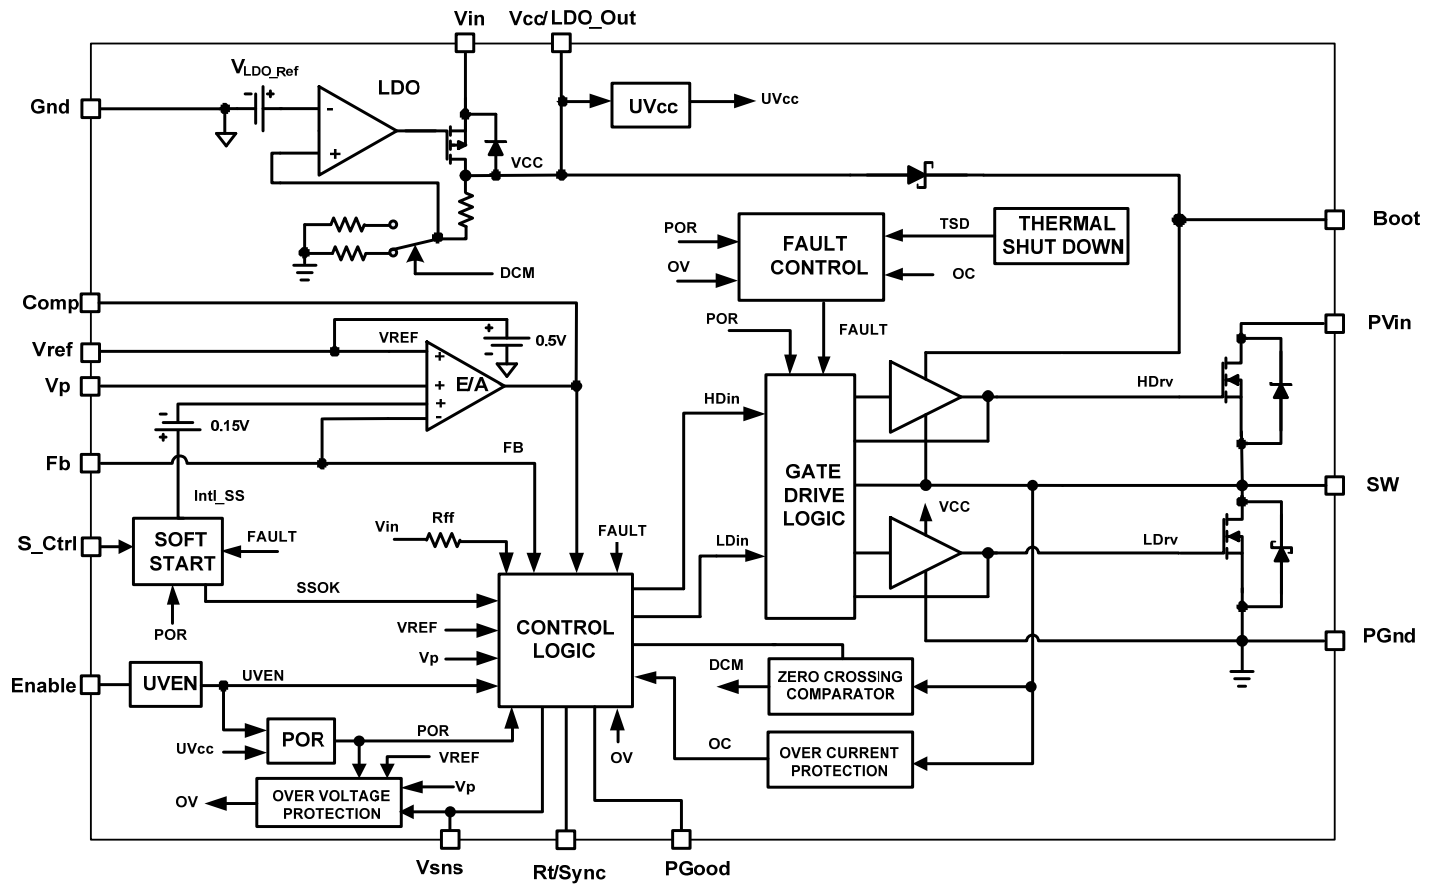 Vin
Vcc/ LDO_Out
VLDO_Ref
- +
LDO
-
+
Gnd
UVcc
UVcc
VCC
DCM
Boot
POR
OV
FAULT
CONTROL
TSD
OC
THERMAL
SHUT DOWN
Comp
Vref
VREF
+
-
0.5V
Vp
+
+
+
-
E/A
-
+
0.15V
Fb
FB
Intl_SS
POR
FAULT
PVin
HDrv
HDin
GATE
DRIVE
LOGIC
SW
VCC
LDrv
LDin
PGnd
S_Ctrl
SOFT
START
FAULT
POR
Vin
Rff
FAULT
SSOK
VREF
Vp
CONTROL
LOGIC
Enable
UVEN
UVEN
DCM
ZERO CROSSING
COMPARATOR
UVcc
POR
POR
VREF
OV
OC
OVER CURRENT
PROTECTION
OV
OVER VOLTAGE
PROTECTION
Vp
Vsns
Rt/Sync
PGood